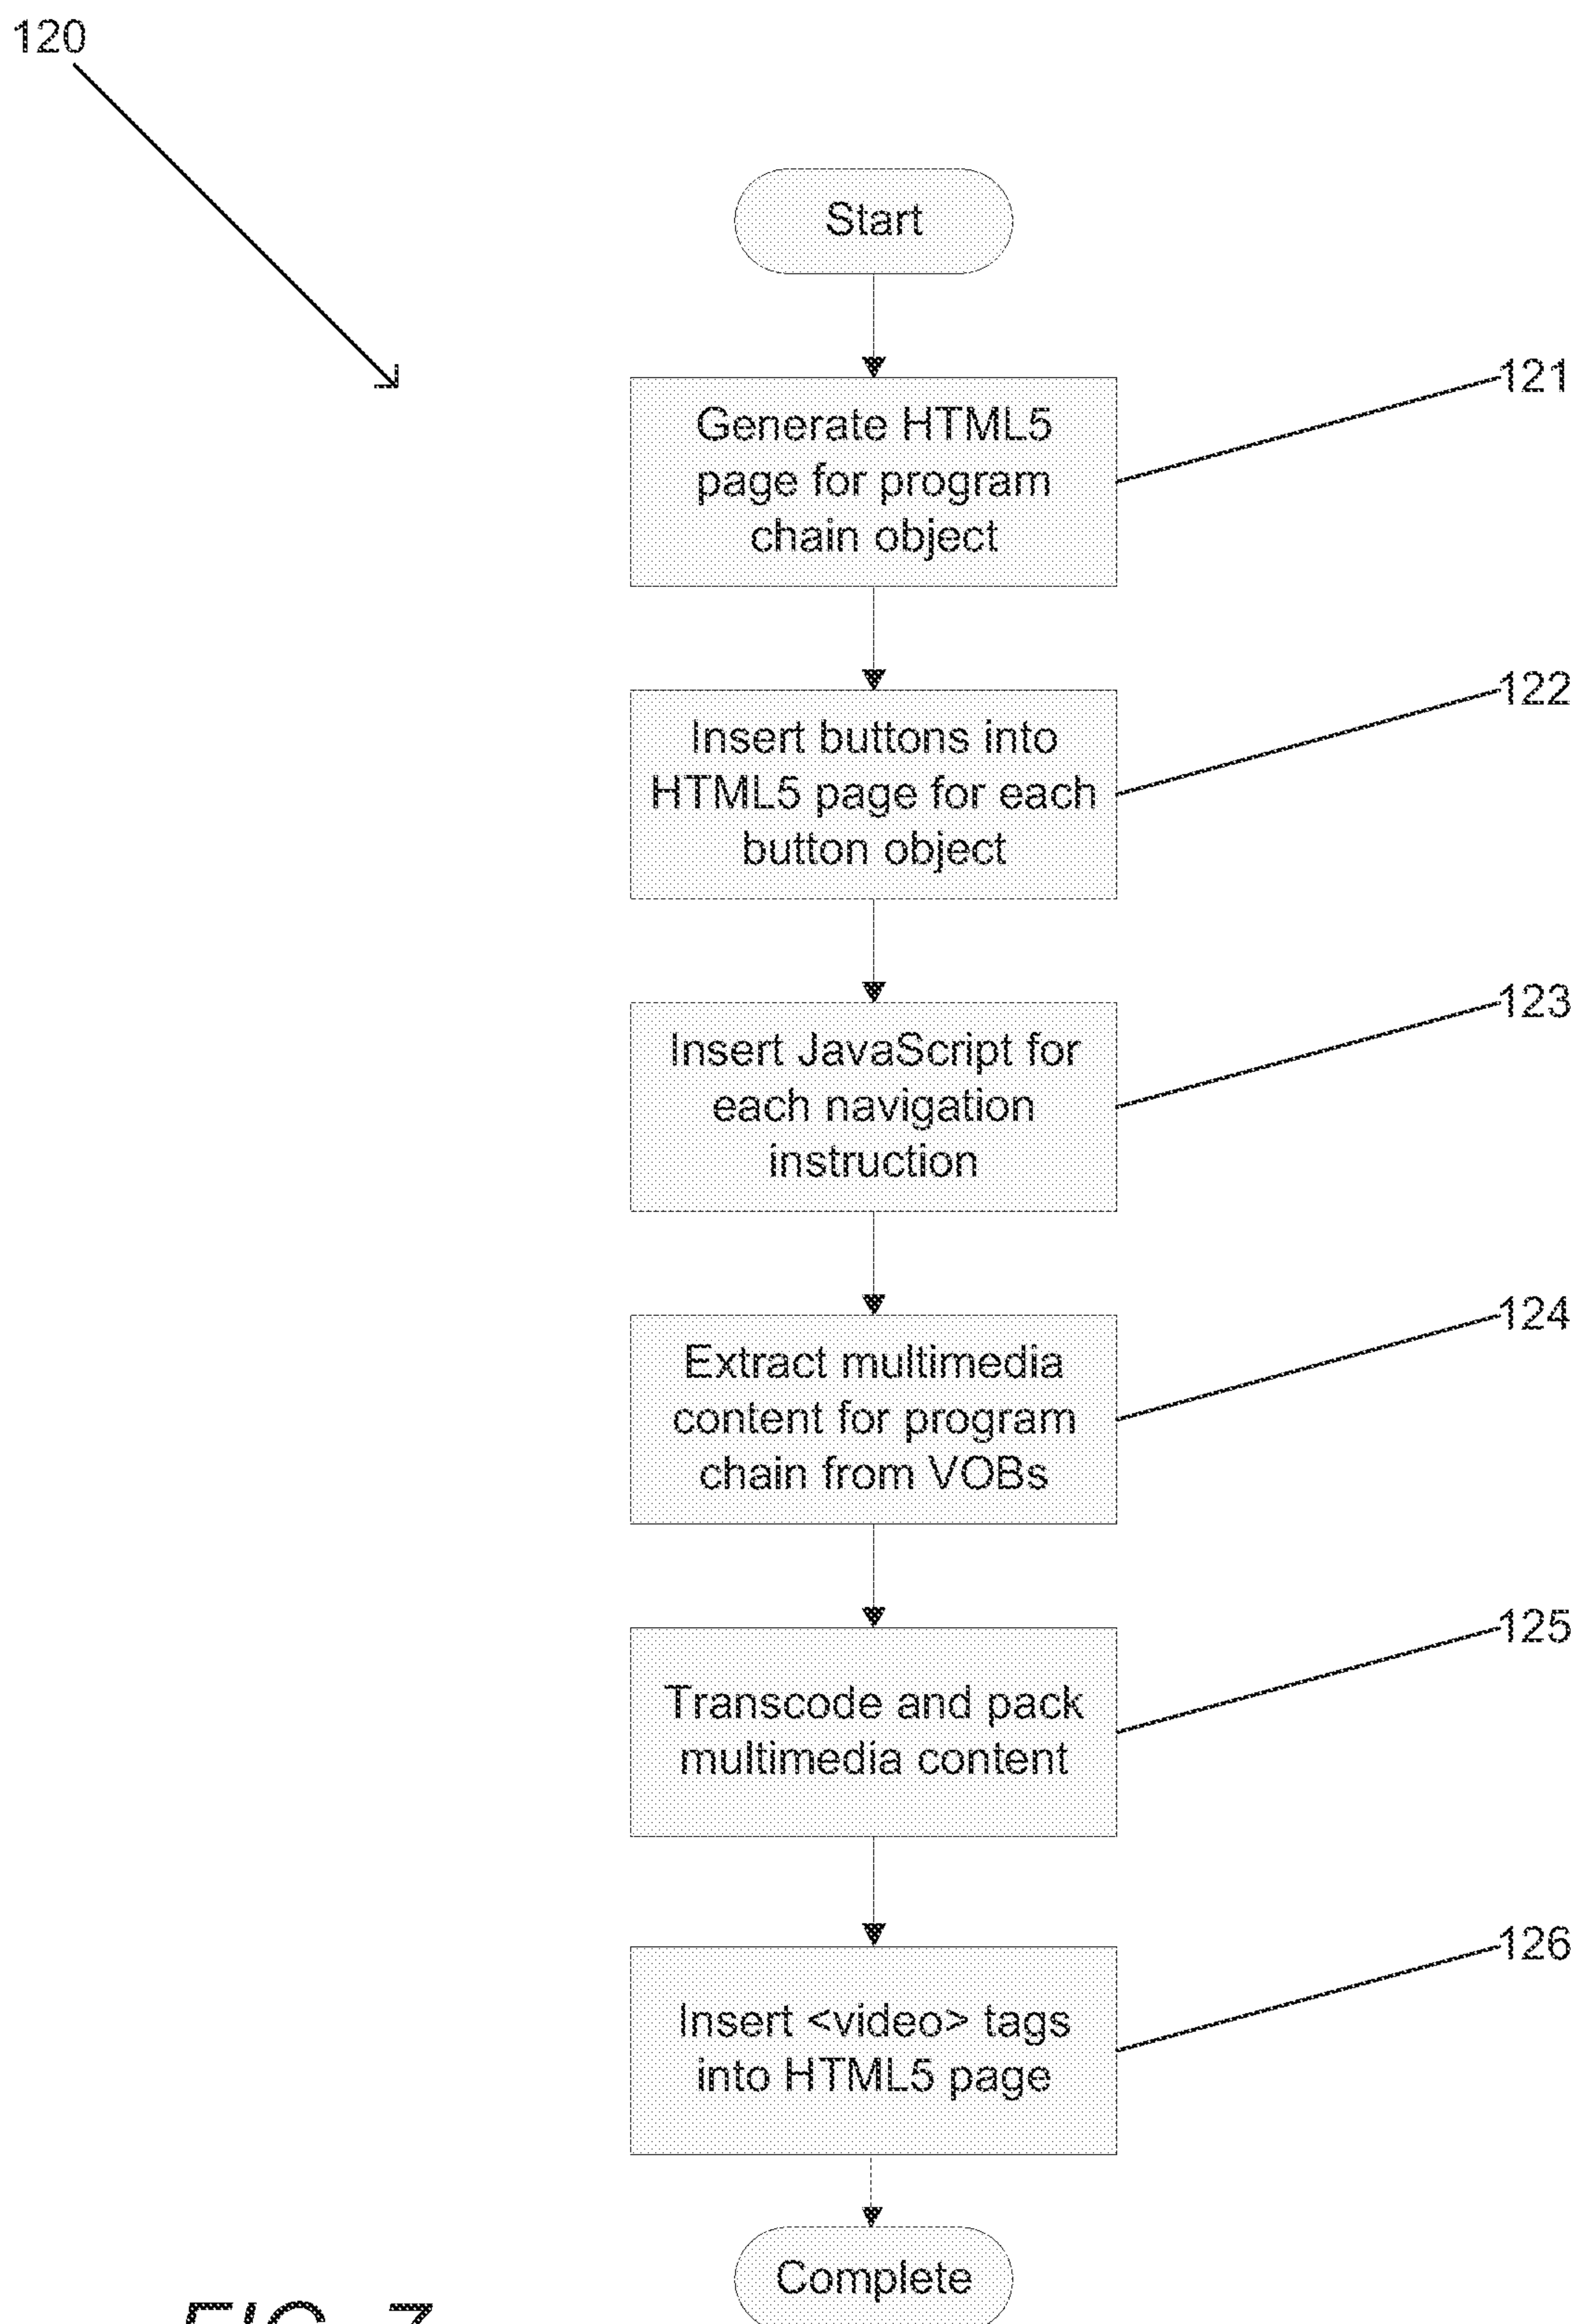 120
Start
121
Generate HTML5
page for program
chain object
122
Insert buttons into
HTML5 page for each
button object
123
Insert JavaScript for
each navigation
instruction
124
Extract multimedia
content for program
chain from VOBs
125
Transcode and pack
multimedia content
126
Insert <video> tags
into HTML5 page
Complete
FIG. 7